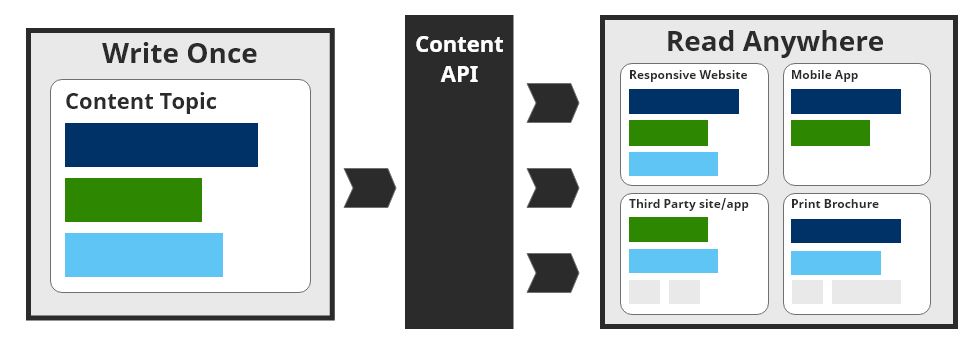 Write Once
Content Topic
Content
API
Read Anywhere
Responsive Website
Mobile App
Third Party site/app
Print Brochure